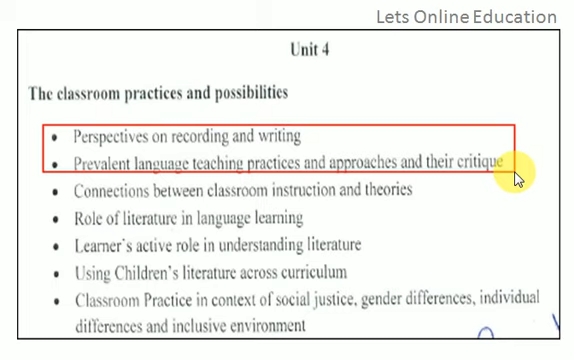 Lets Online Education
Unit 4
The classroom practices and possibilities
• Perspectives on recording and writing
• Prevalent language teaching practices and approaches and their critique
• Connections between classroom instruction and theories
• Role of literature in language learning
• Learner's active role in understanding literature
• Using Children's literature across curriculum
• Classroom Practice in context of social justice, gender differences, individual
differences and inclusive environment